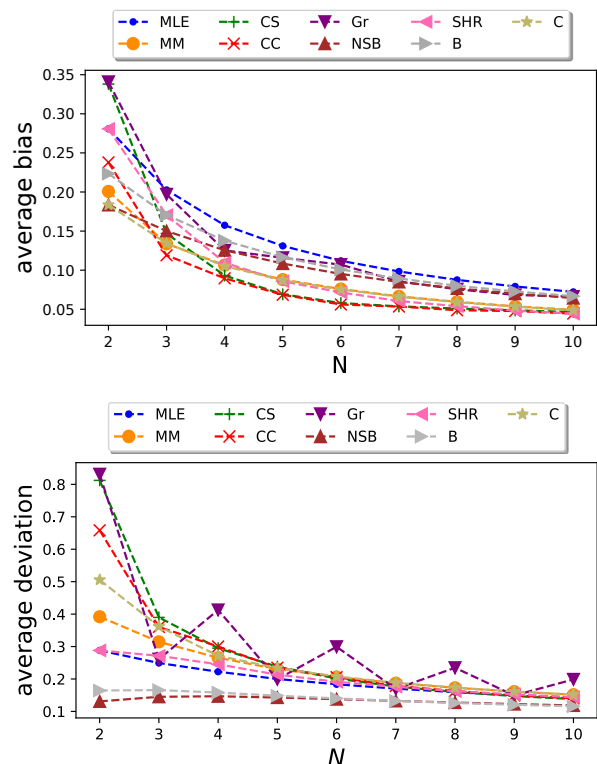 MLE CS Gr SHR C
MM CC NSB B
0.35
0.30
0.25
0.20
0.15
0.10
0.05
average bias
2 3 4 5 6 7 8 9 10
N
MLE CS Gr SHR C
MM CC NSB B
0.8
0.7
0.6
0.5
0.4
0.3
0.2
0.1
average deviation
2 3 4 5 6 7 8 9 10
N